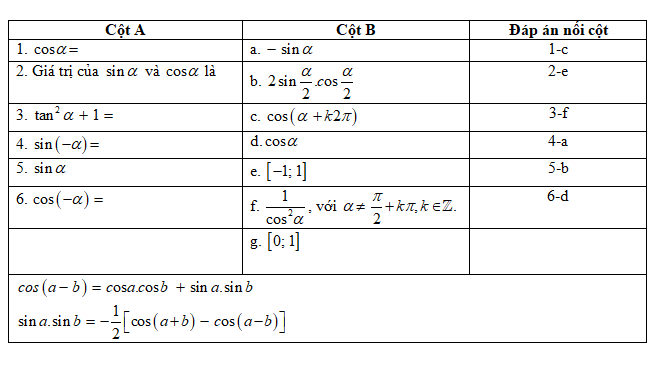 Cột A Cột B Đáp án nối cột
1. cosα = a. − sin α 1-c
2. Giá trị của sin α và cosα là b. 2 sin α/2 .cos α/2 2-e
3. tan² α + 1 = c. cos(α + k2π) 3-f
4. sin(−α) = d. cosα 4-a
5. sin α e. [−1; 1] 5-b
6. cos(−α) = f. 1/cos²α , với α ≠ π/2 + kπ, k ∈ ℤ. 6-d
g. [0; 1]
cos(a − b) = cosa.cosb + sin a.sin b
sin a.sin b = −1/2[cos(a+b) − cos(a−b)]